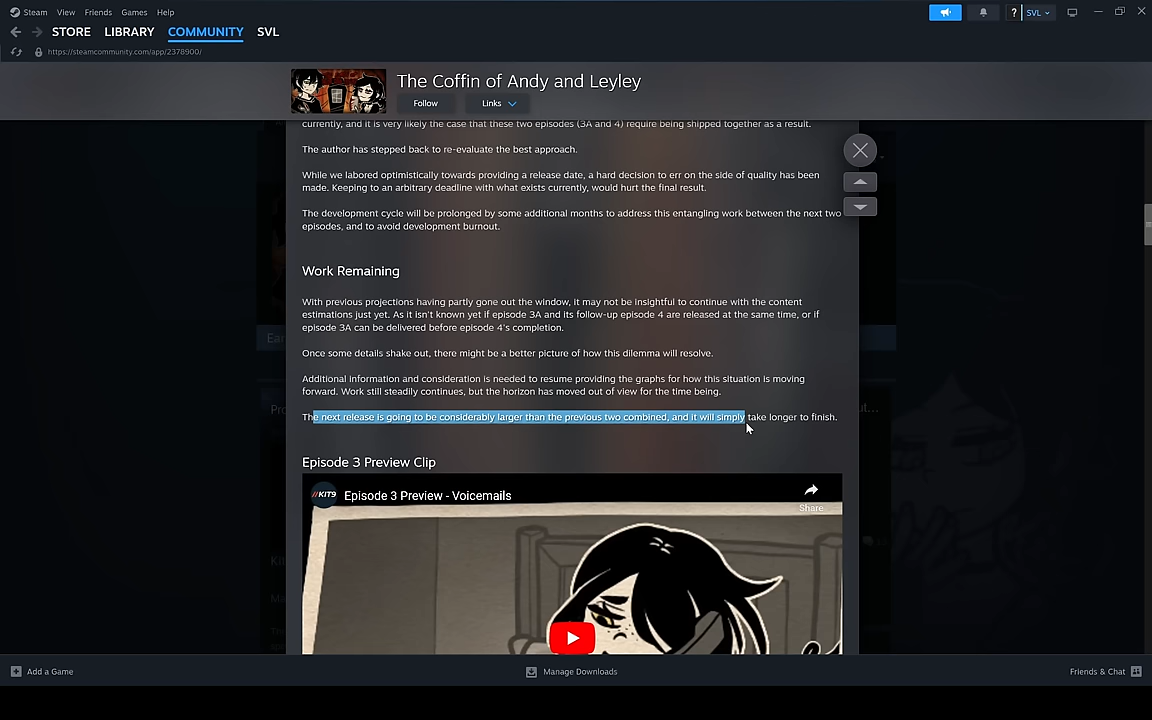 Steam View Friends Games Help
? SVL
STORE LIBRARY COMMUNITY SVL
https://steamcommunity.com/app/2378900/
The Coffin of Andy and Leyley
Follow Links
currently, and it is very likely the case that these two episodes (3A and 4) require being shipped together as a result.
The author has stepped back to re-evaluate the best approach.
While we labored optimistically towards providing a release date, a hard decision to err on the side of quality has been
made. Keeping to an arbitrary deadline with what exists currently, would hurt the final result.
The development cycle will be prolonged by some additional months to address this entangling work between the next two
episodes, and to avoid development burnout.
Work Remaining
With previous projections having partly gone out the window, it may not be insightful to continue with the content
estimations just yet. As it isn't known yet if episode 3A and its follow-up episode 4 are released at the same time, or if
episode 3A can be delivered before episode 4's completion.
Once some details shake out, there might be a better picture of how this dilemma will resolve.
Additional information and consideration is needed to resume providing the graphs for how this situation is moving
forward. Work still steadily continues, but the horizon has moved out of view for the time being.
The next release is going to be considerably larger than the previous two combined, and it will simply take longer to finish.
Episode 3 Preview Clip
//KIT9 Episode 3 Preview - Voicemails
Share
Add a Game Manage Downloads Friends & Chat